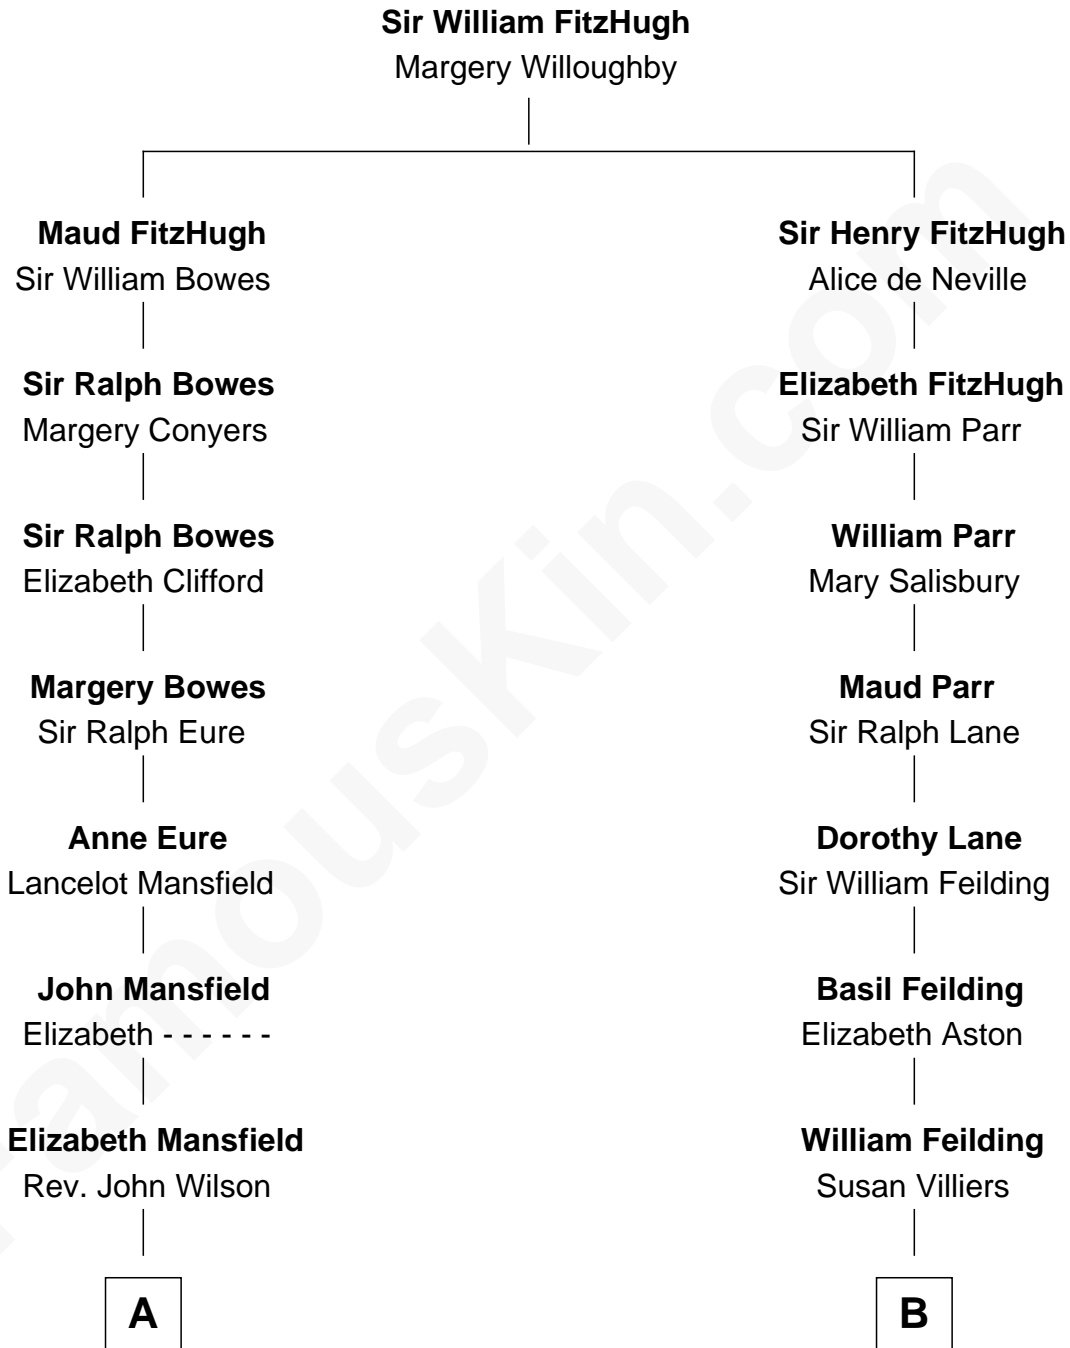 Sir William FitzHugh
Margery Willoughby
Maud FitzHugh
Sir William Bowes
Sir Henry FitzHugh
Alice de Neville
Sir Ralph Bowes
Margery Conyers
Elizabeth FitzHugh
Sir William Parr
Sir Ralph Bowes
Elizabeth Clifford
William Parr
Mary Salisbury
Margery Bowes
Sir Ralph Eure
Maud Parr
Sir Ralph Lane
Anne Eure
Lancelot Mansfield
Dorothy Lane
Sir William Feilding
John Mansfield
Elizabeth - - - - - -
Basil Feilding
Elizabeth Aston
Elizabeth Mansfield
Rev. John Wilson
William Feilding
Susan Villiers
A
B
FamousKin.com